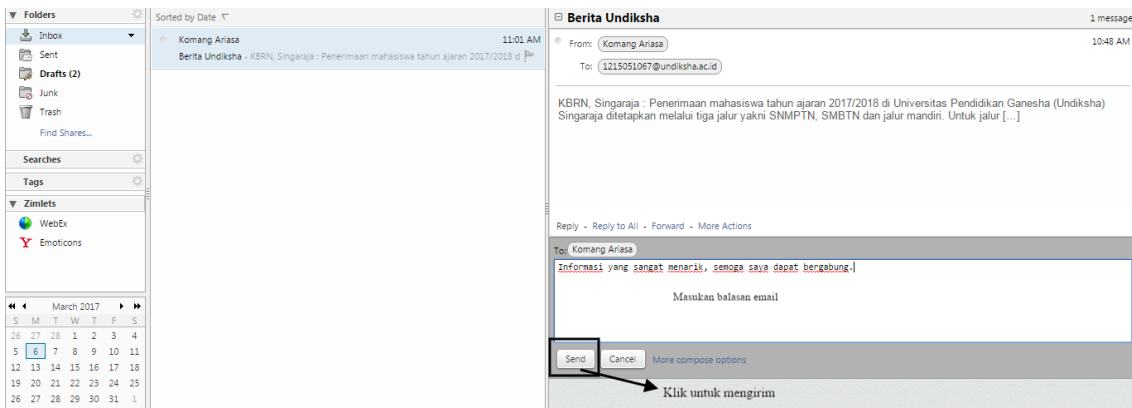 Folders
Inbox
Sent
Drafts (2)
Junk
Trash
Find Shares...
Searches
Tags
Zimlets
WebEx
Emoticons
March 2017
S M T W T F S
26 27 28 1 2 3 4
5 6 7 8 9 10 11
12 13 14 15 16 17 18
19 20 21 22 23 24 25
26 27 28 29 30 31 1
Sorted by Date
Komang Ariasa 11:01 AM
Berita Undiksha - KBRN, Singaraja : Penerimaan mahasiswa tahun ajaran 2017/2018 d
Berita Undiksha 1 message
From: Komang Ariasa 10:48 AM
To: 1215051067@undiksha.ac.id
KBRN, Singaraja : Penerimaan mahasiswa tahun ajaran 2017/2018 di Universitas Pendidikan Ganesha (Undiksha)
Singaraja ditetapkan melalui tiga jalur yakni SNMPTN, SMBTN dan jalur mandiri. Untuk jalur […]
Reply - Reply to All - Forward - More Actions
To: Komang Ariasa
Informasi yang sangat menarik, semoga saya dapat bergabung.
Masukan balasan email
Send Cancel More compose options
Klik untuk mengirim